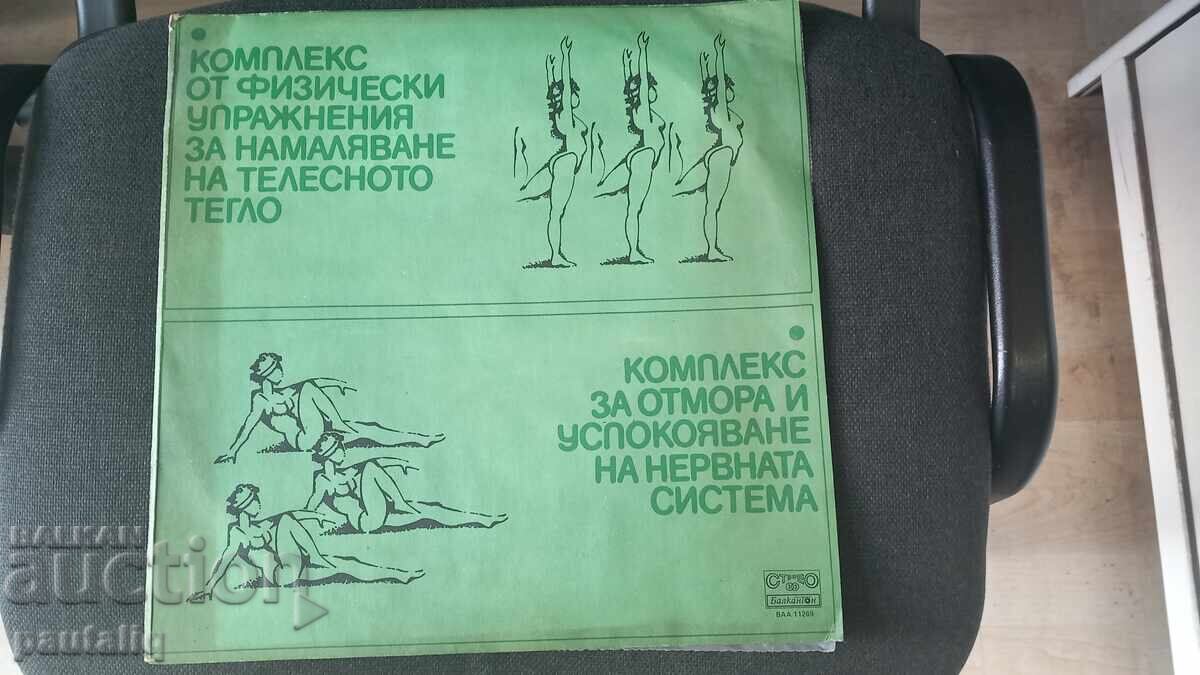 КОМПЛЕКС
ОТ ФИЗИЧЕСКИ
УПРАЖНЕНИЯ
ЗА НАМАЛЯВАНЕ
НА ТЕЛЕСНОТО
ТЕГЛО
КОМПЛЕКС
ЗА ОТМОРА И
УСПОКОЯВАНЕ
НА НЕРВНАТА
СИСТЕМА
СТЕРЕО
Балкантон
ВАА 11269
BALKAN
auction
paufalig